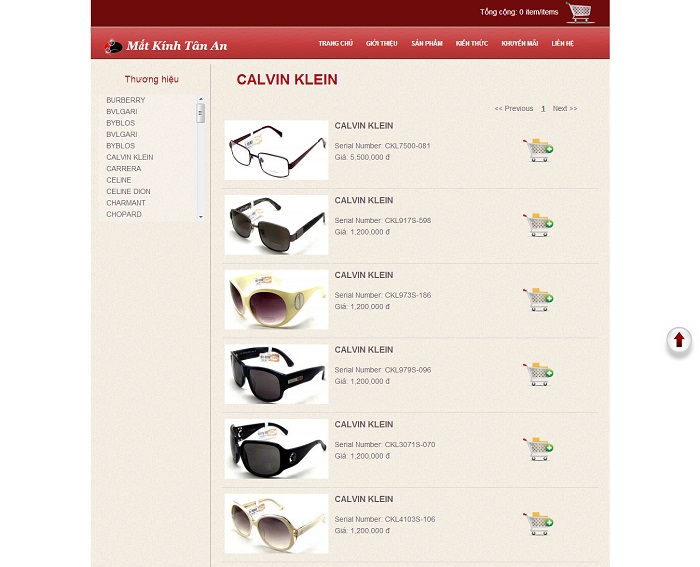 Tổng cộng: 0 item/items
Mắt Kính Tân An
TRANG CHỦ GIỚI THIỆU SẢN PHẨM KIẾN THỨC KHUYẾN MÃI LIÊN HỆ
Thương hiệu
BURBERRY
BVLGARI
BYBLOS
BVLGARI
BYBLOS
CALVIN KLEIN
CARRERA
CELINE
CELINE DION
CHARMANT
CHOPARD
CALVIN KLEIN
<< Previous 1 Next >>
CALVIN KLEIN
Serial Number: CKL7500-081
Giá: 5,500,000 đ
CALVIN KLEIN
Serial Number: CKL917S-598
Giá: 1,200,000 đ
CALVIN KLEIN
Serial Number: CKL973S-186
Giá: 1,200,000 đ
CALVIN KLEIN
Serial Number: CKL979S-096
Giá: 1,200,000 đ
CALVIN KLEIN
Serial Number: CKL3071S-070
Giá: 1,200,000 đ
CALVIN KLEIN
Serial Number: CKL4103S-106
Giá: 1,200,000 đ